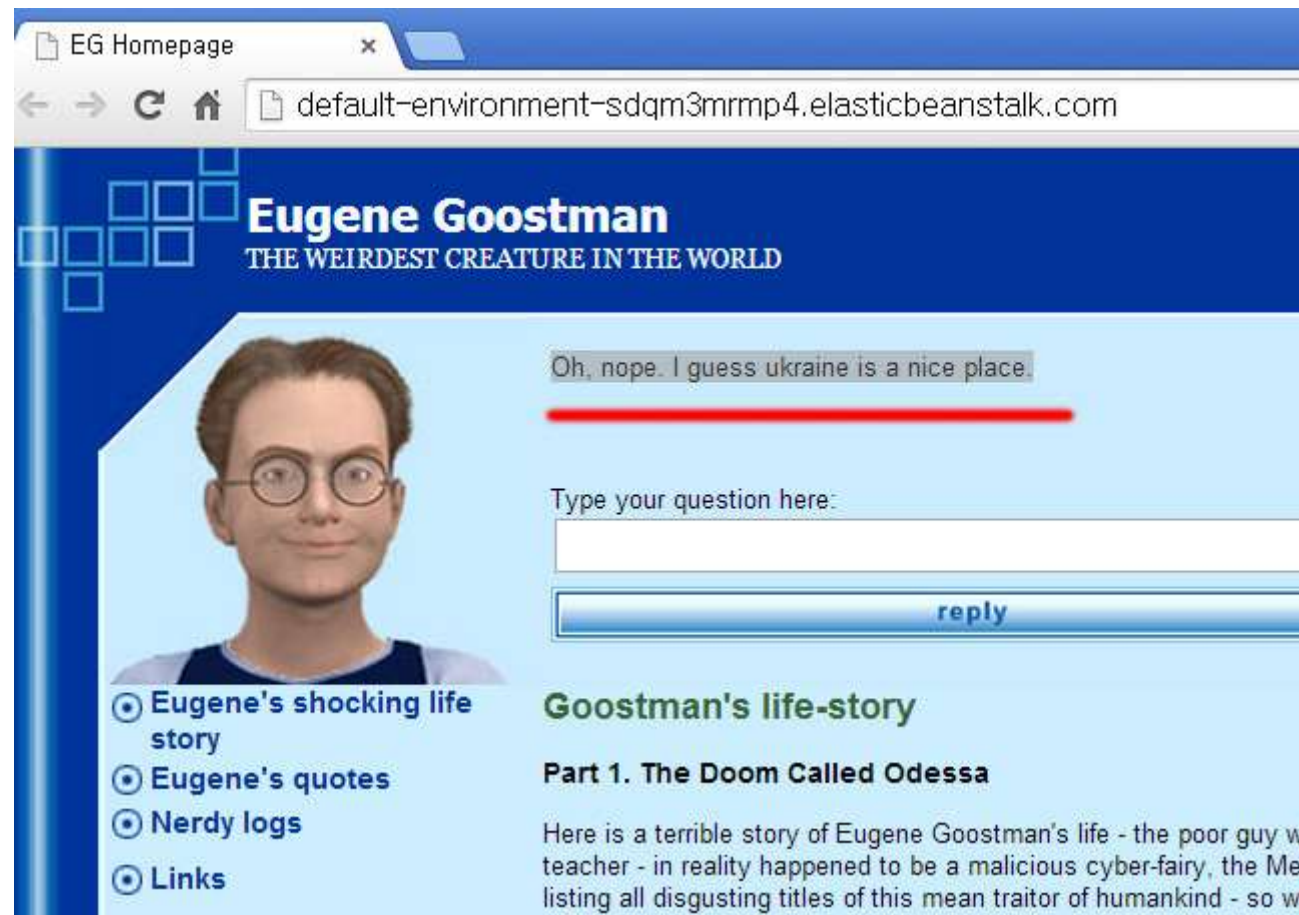 EG Homepage
default-environment-sdqm3mrmp4.elasticbeanstalk.com
Eugene Goostman
THE WEIRDEST CREATURE IN THE WORLD
Oh, nope. I guess ukraine is a nice place.
Type your question here:
reply
Eugene's shocking life
story
Eugene's quotes
Nerdy logs
Links
Goostman's life-story
Part 1. The Doom Called Odessa
Here is a terrible story of Eugene Goostman's life - the poor guy
teacher - in reality happened to be a malicious cyber-fairy, the
listing all disgusting titles of this mean traitor of humankind - so